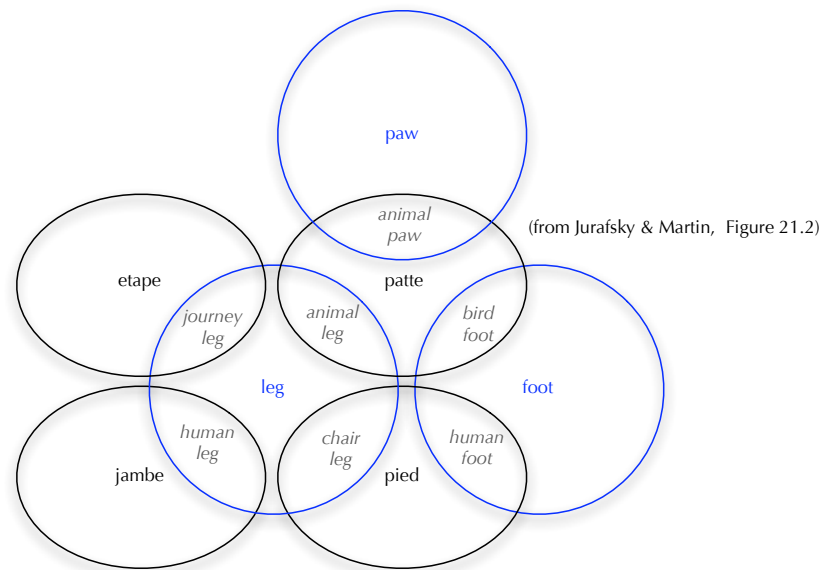 paw
animal
paw
(from Jurafsky & Martin, Figure 21.2)
etape
patte
journey
leg
animal
leg
bird
foot
leg
foot
human
leg
chair
leg
human
foot
jambe
pied